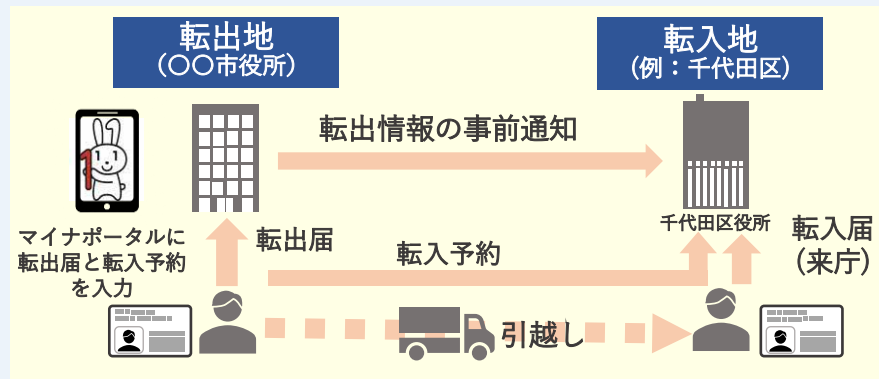 転出地
（〇〇市役所）
転入地
（例：千代田区）
転出情報の事前通知
千代田区役所
マイナポータルに
転出届と転入予約
を入力
転出届
転入予約
転入届
（来庁）
引越し
1